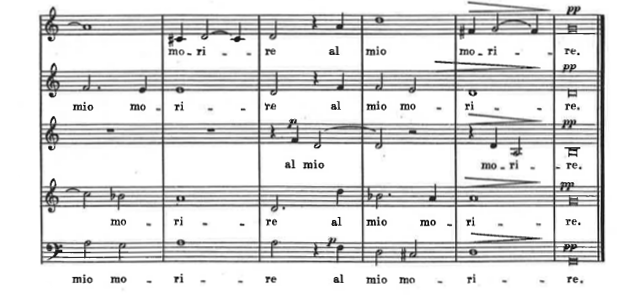 pp
mo - ri - - re al mio mo - ri - - re.
pp
mio mo - ri - - re al mio mo - ri - - re.
p pp
al mio mo - ri - - re.
pp
mo - ri - - re al mio mo - ri - - re.
p pp
mio mo - ri - - re al mio mo - ri - - re.